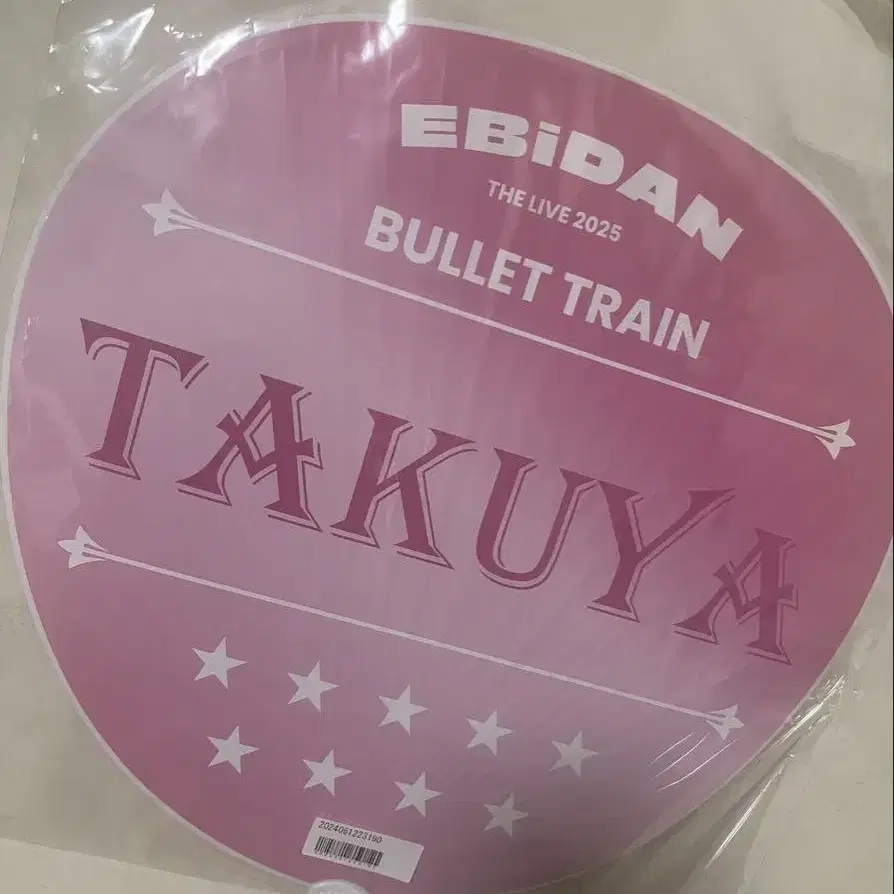 EBiDAN
THE LIVE 2025
BULLET TRAIN
TAKUYA
2024061223190